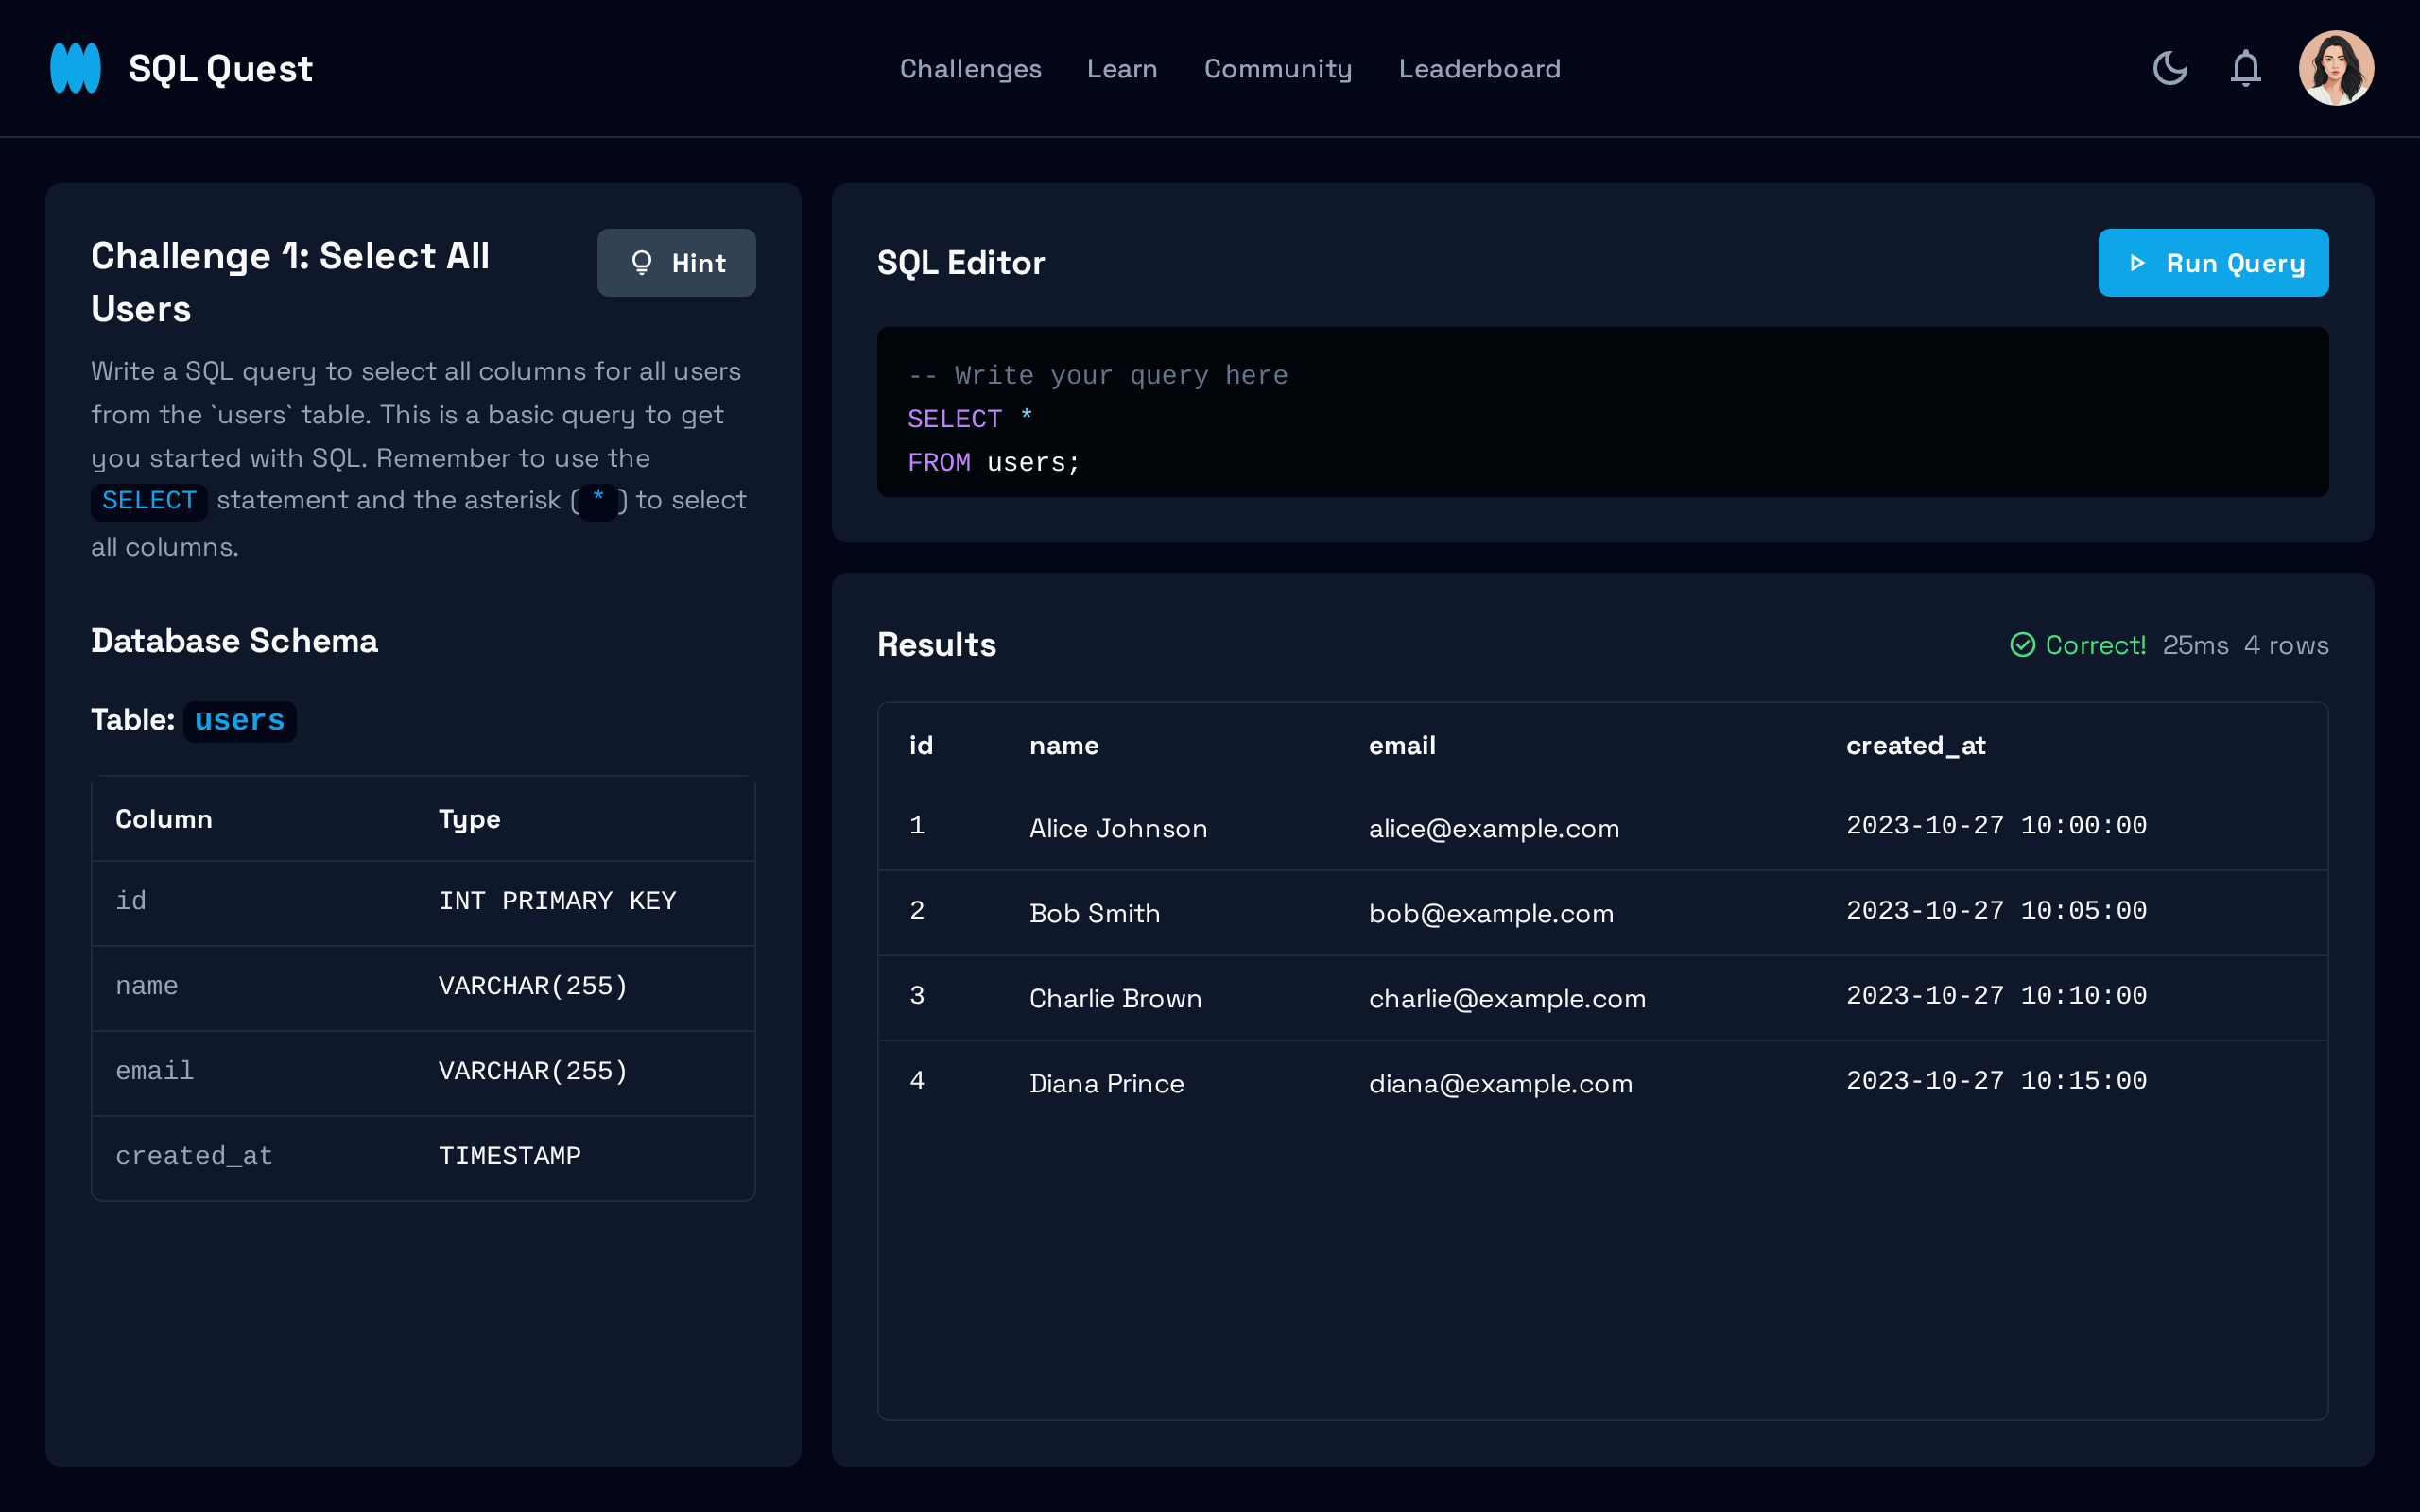 SQL Quest
Challenges Learn Community Leaderboard
Challenge 1: Select All
Users
Hint
Write a SQL query to select all columns for all users
from the `users` table. This is a basic query to get
you started with SQL. Remember to use the
SELECT statement and the asterisk ( * ) to select
all columns.
Database Schema
Table: users
Column Type
id INT PRIMARY KEY
name VARCHAR(255)
email VARCHAR(255)
created_at TIMESTAMP
SQL Editor
Run Query
-- Write your query here
SELECT *
FROM users;
Results
Correct! 25ms 4 rows
id name email created_at
1 Alice Johnson alice@example.com 2023-10-27 10:00:00
2 Bob Smith bob@example.com 2023-10-27 10:05:00
3 Charlie Brown charlie@example.com 2023-10-27 10:10:00
4 Diana Prince diana@example.com 2023-10-27 10:15:00